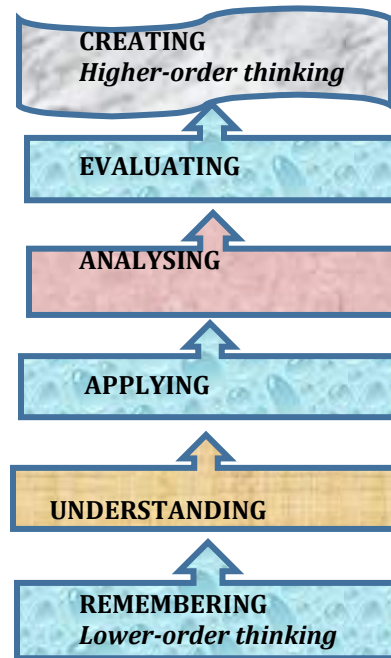 CREATING
Higher-order thinking
EVALUATING
ANALYSING
APPLYING
UNDERSTANDING
REMEMBERING
Lower-order thinking